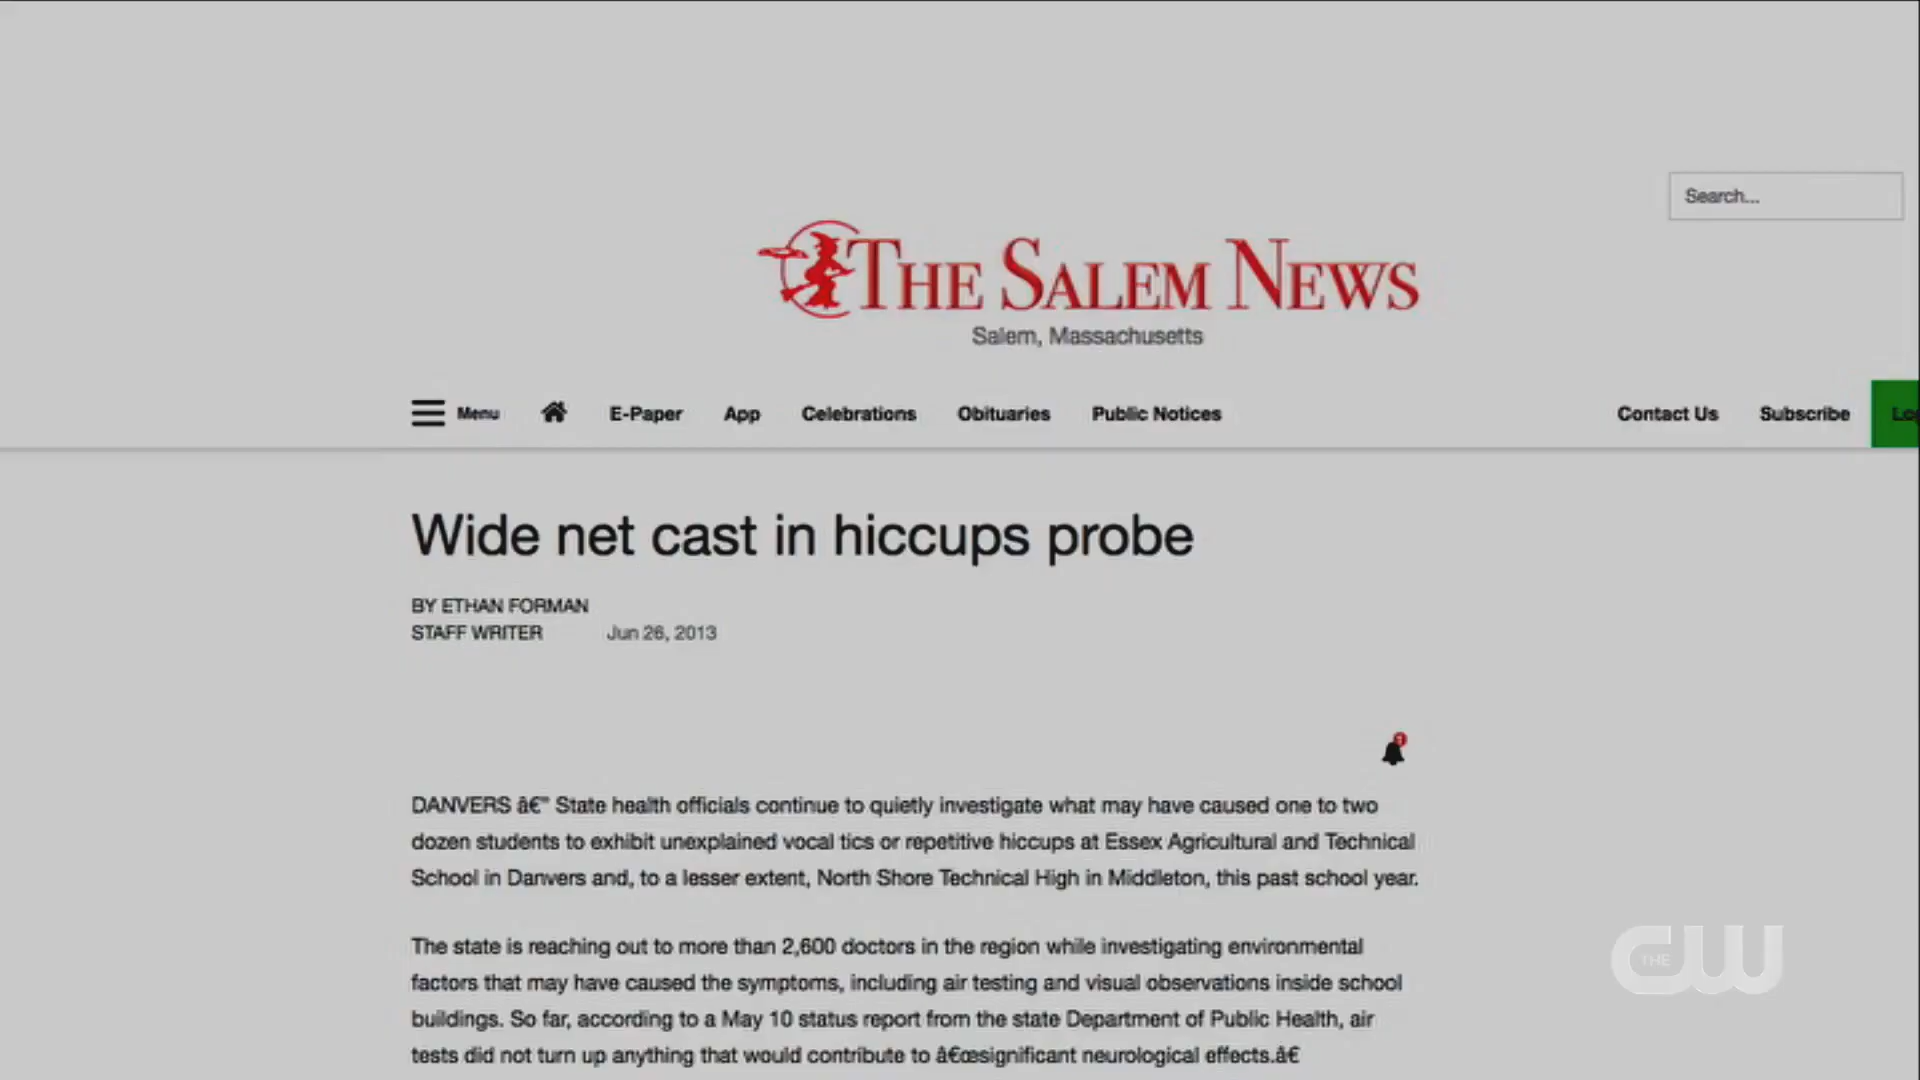 Search...
THE SALEM NEWS
Salem, Massachusetts
Menu E-Paper App Celebrations Obituaries Public Notices Contact Us Subscribe
Wide net cast in hiccups probe
BY ETHAN FORMAN
STAFF WRITER Jun 26, 2013
DANVERS â€” State health officials continue to quietly investigate what may have caused one to two
dozen students to exhibit unexplained vocal tics or repetitive hiccups at Essex Agricultural and Technical
School in Danvers and, to a lesser extent, North Shore Technical High in Middleton, this past school year.
The state is reaching out to more than 2,600 doctors in the region while investigating environmental
factors that may have caused the symptoms, including air testing and visual observations inside school
buildings. So far, according to a May 10 status report from the state Department of Public Health, air
tests did not turn up anything that would contribute to â€œsignificant neurological effects.â€
THE CW